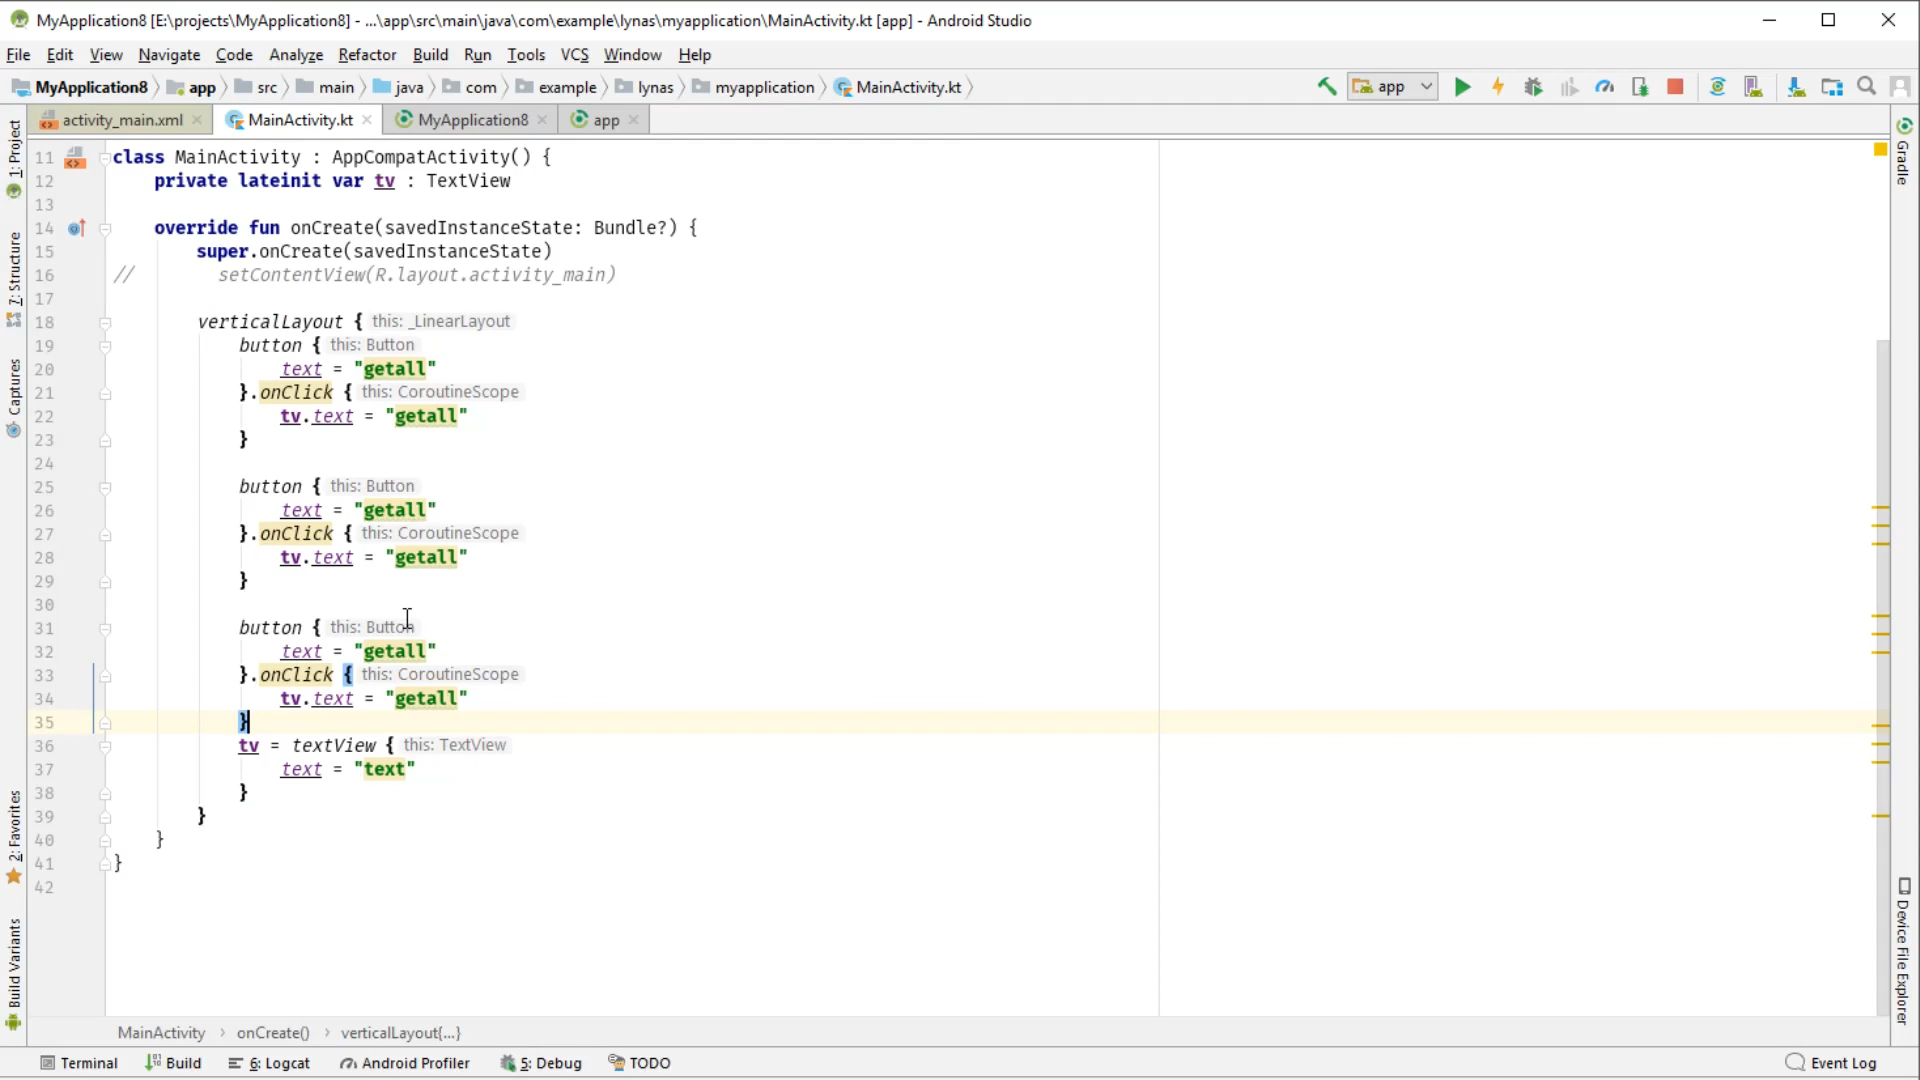 MyApplication8 [E:\projects\MyApplication8] - ...\app\src\main\java\com\example\lynas\myapplication\MainActivity.kt [app] - Android Studio
File Edit View Navigate Code Analyze Refactor Build Run Tools VCS Window Help
MyApplication8 app src main java com example lynas myapplication MainActivity.kt app
activity_main.xml MainActivity.kt MyApplication8 app
1: Project
7: Structure
Captures
2: Favorites
Build Variants
11 class MainActivity : AppCompatActivity() {
12 private lateinit var tv : TextView
13
14 override fun onCreate(savedInstanceState: Bundle?) {
15 super.onCreate(savedInstanceState)
16 // setContentView(R.layout.activity_main)
17
18 verticalLayout { this: _LinearLayout
19 button { this: Button
20 text = "getall"
21 }.onClick { this: CoroutineScope
22 tv.text = "getall"
23 }
24
25 button { this: Button
26 text = "getall"
27 }.onClick { this: CoroutineScope
28 tv.text = "getall"
29 }
30
31 button { this: Button
32 text = "getall"
33 }.onClick { this: CoroutineScope
34 tv.text = "getall"
35 }
36 tv = textView { this: TextView
37 text = "text"
38 }
39 }
40 }
41 }
42
Gradle
Device File Explorer
MainActivity › onCreate() › verticalLayout{...}
Terminal Build 6: Logcat Android Profiler 5: Debug TODO Event Log